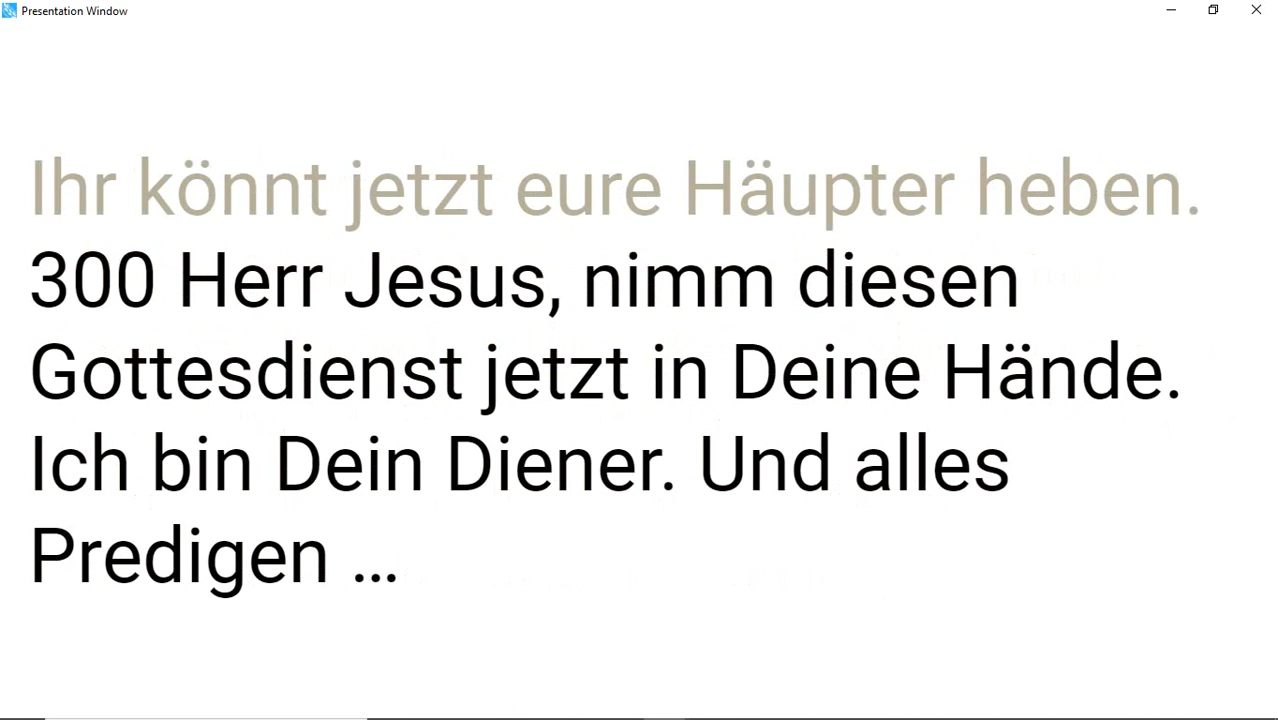 Presentation Window
Ihr könnt jetzt eure Häupter heben.
300 Herr Jesus, nimm diesen
Gottesdienst jetzt in Deine Hände.
Ich bin Dein Diener. Und alles
Predigen ...